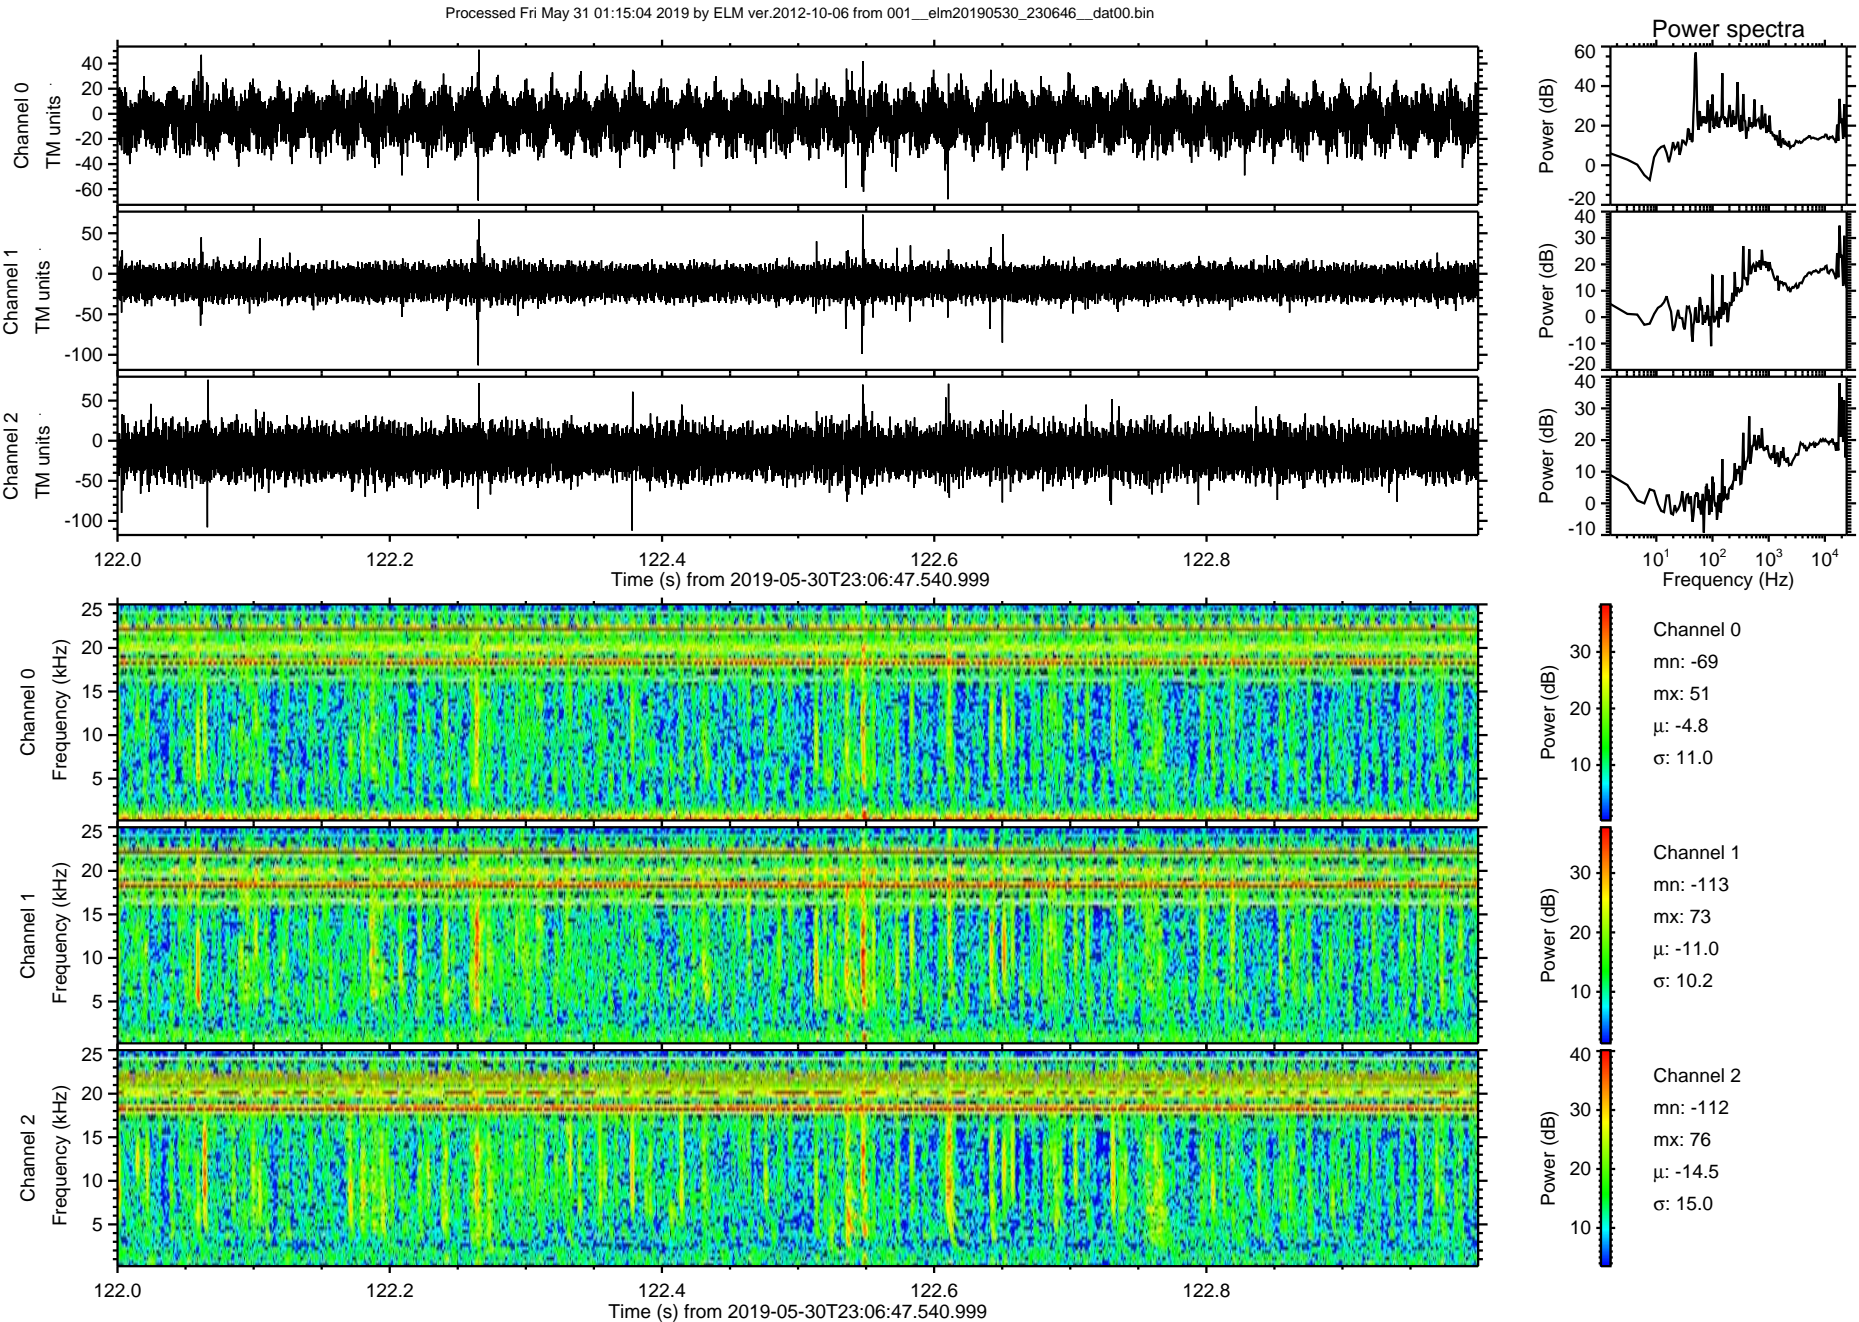 Processed Fri May 31 01:15:04 2019 by ELM ver.2012-10-06 from 001__elm20190530_230646__dat00.bin
Power spectra
Channel 0
TM units
40
20
0
-20
-40
-60
Power (dB)
60
40
20
0
-20
Channel 1
TM units
50
0
-50
-100
Power (dB)
40
30
20
10
0
-10
-20
Channel 2
TM units
50
0
-50
-100
Power (dB)
40
30
20
10
0
-10
122.0 122.2 122.4 122.6 122.8
Time (s) from 2019-05-30T23:06:47.540.999
10¹ 10² 10³ 10⁴
Frequency (Hz)
Channel 0
Frequency (kHz)
25
20
15
10
5
Power (dB)
30
20
10
Channel 0
mn: -69
mx: 51
μ: -4.8
σ: 11.0
Channel 1
Frequency (kHz)
25
20
15
10
5
Power (dB)
30
20
10
Channel 1
mn: -113
mx: 73
μ: -11.0
σ: 10.2
Channel 2
Frequency (kHz)
25
20
15
10
5
Power (dB)
40
30
20
10
Channel 2
mn: -112
mx: 76
μ: -14.5
σ: 15.0
122.0 122.2 122.4 122.6 122.8
Time (s) from 2019-05-30T23:06:47.540.999